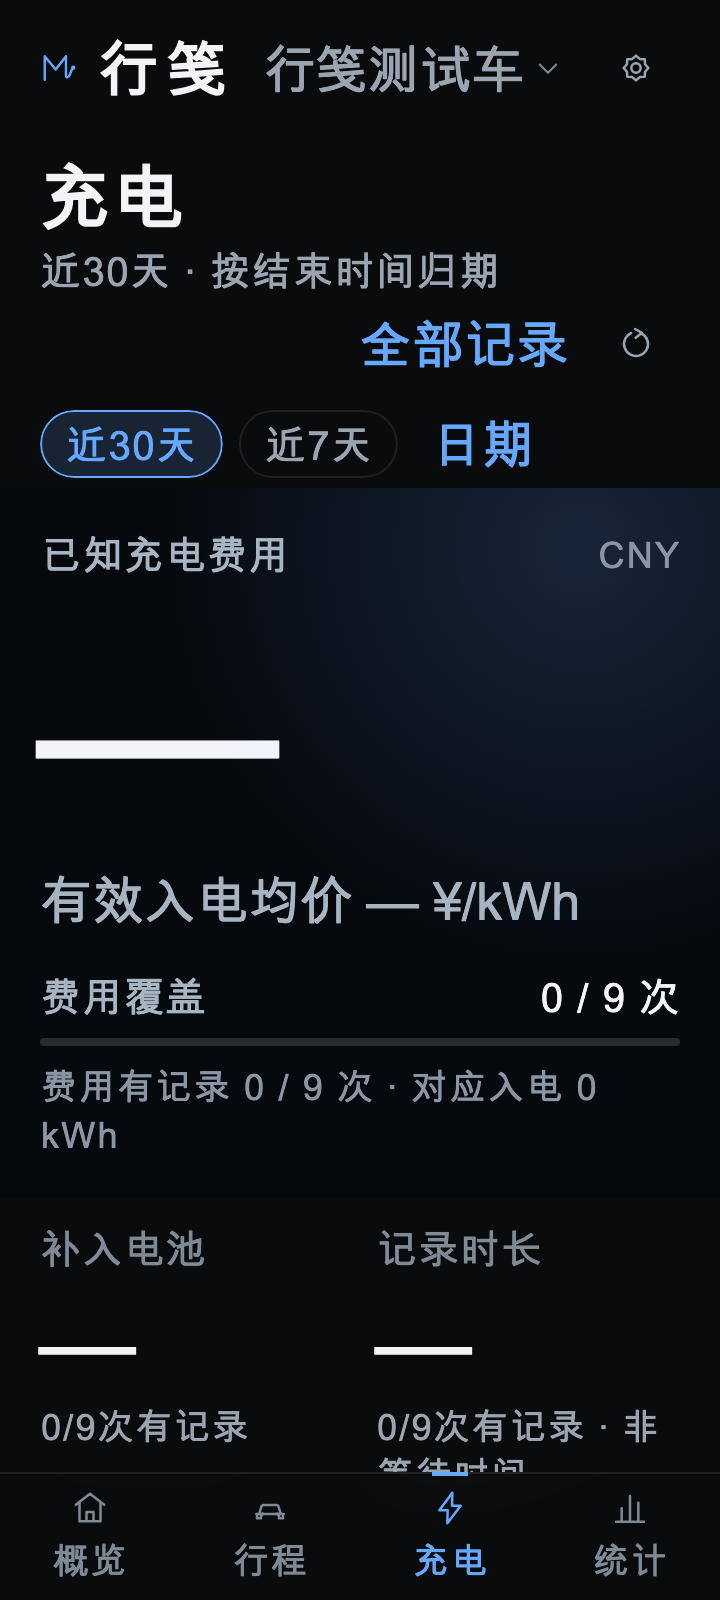 行笺 行笺测试车
充电
近30天 · 按结束时间归期
全部记录
近30天 近7天 日期
已知充电费用 CNY
—
有效入电均价 — ¥/kWh
费用覆盖 0 / 9 次
费用有记录 0 / 9 次 · 对应入电 0
kWh
补入电池 记录时长
— —
0/9次有记录 0/9次有记录 · 非
等待时间
概览 行程 充电 统计